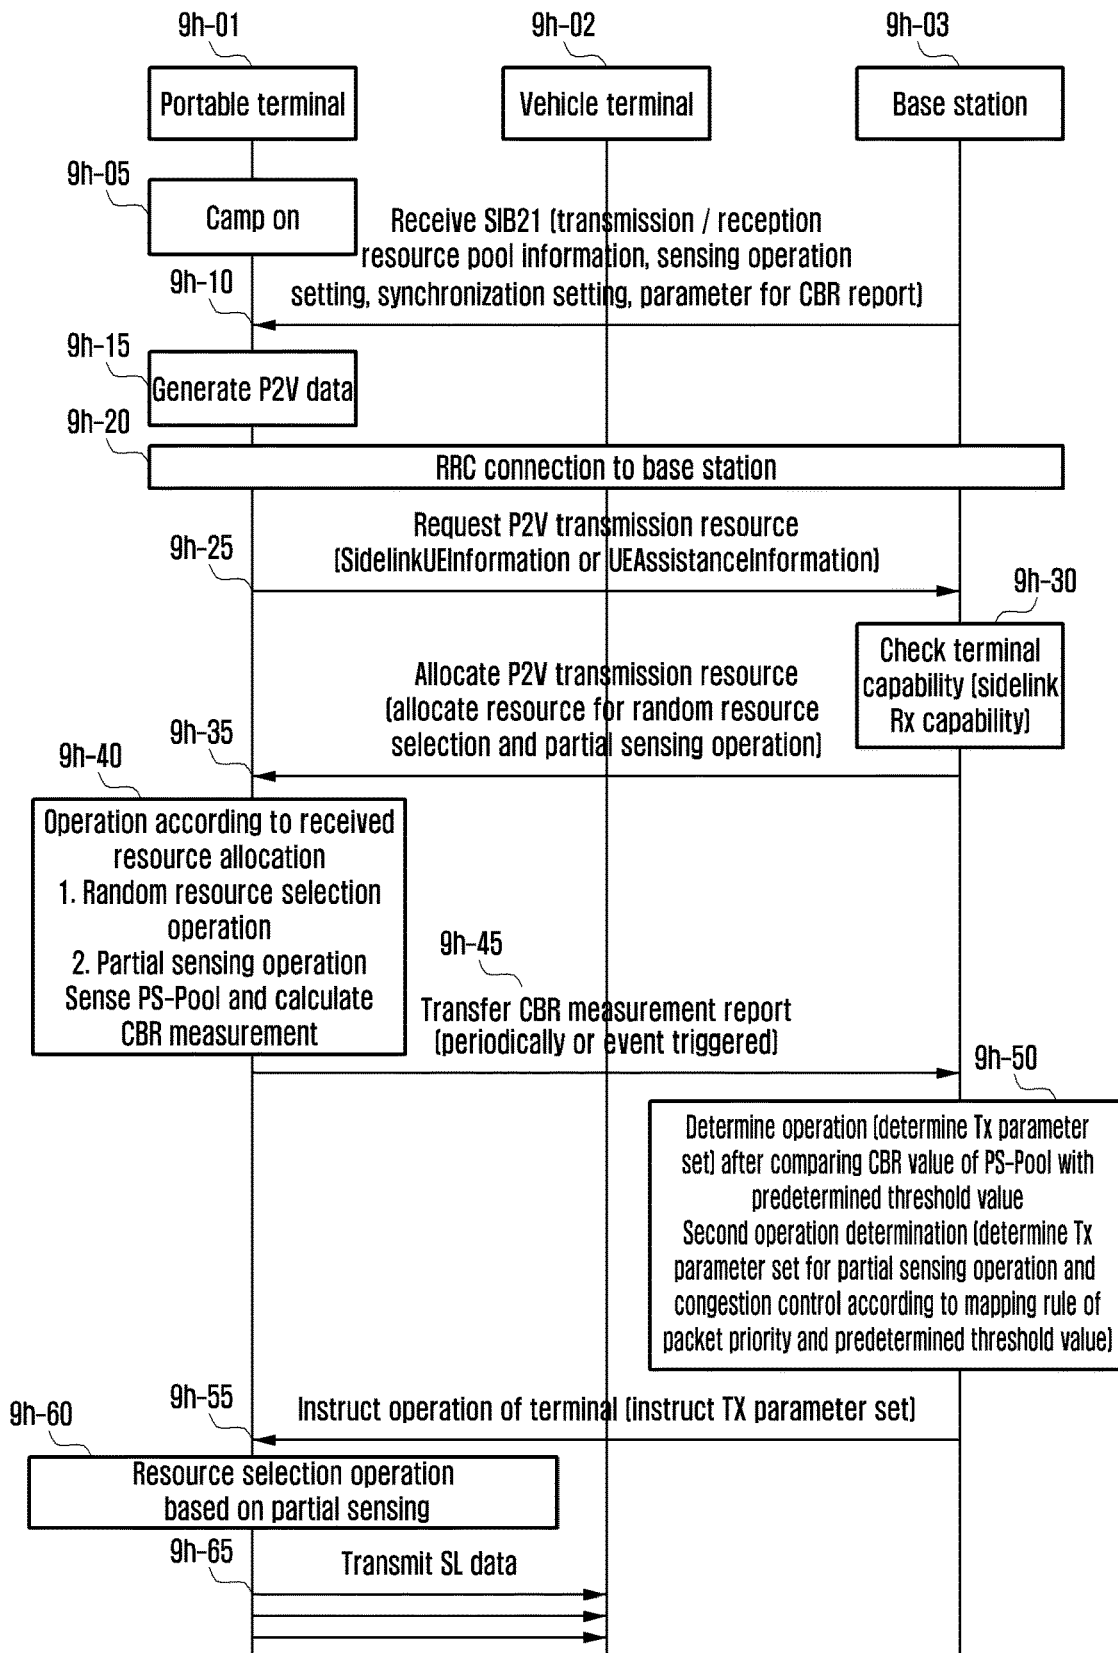 9h-01
9h-02
9h-03
Portable terminal
Vehicle terminal
Base station
9h-05
Camp on
Receive SIB21 (transmission / reception
resource pool information, sensing operation
setting, synchronization setting, parameter for CBR report)
9h-10
9h-15
Generate P2V data
9h-20
RRC connection to base station
Request P2V transmission resource
(SidelinkUEInformation or UEAssistanceInformation)
9h-25
9h-30
Check terminal
capability (sidelink
Rx capability)
Allocate P2V transmission resource
(allocate resource for random resource
selection and partial sensing operation)
9h-35
9h-40
Operation according to received
resource allocation
1. Random resource selection
operation
2. Partial sensing operation
Sense PS-Pool and calculate
CBR measurement
9h-45
Transfer CBR measurement report
(periodically or event triggered)
9h-50
Determine operation (determine Tx parameter
set) after comparing CBR value of PS-Pool with
predetermined threshold value
Second operation determination (determine Tx
parameter set for partial sensing operation and
congestion control according to mapping rule of
packet priority and predetermined threshold value)
9h-55
Instruct operation of terminal (instruct TX parameter set)
9h-60
Resource selection operation
based on partial sensing
9h-65
Transmit SL data